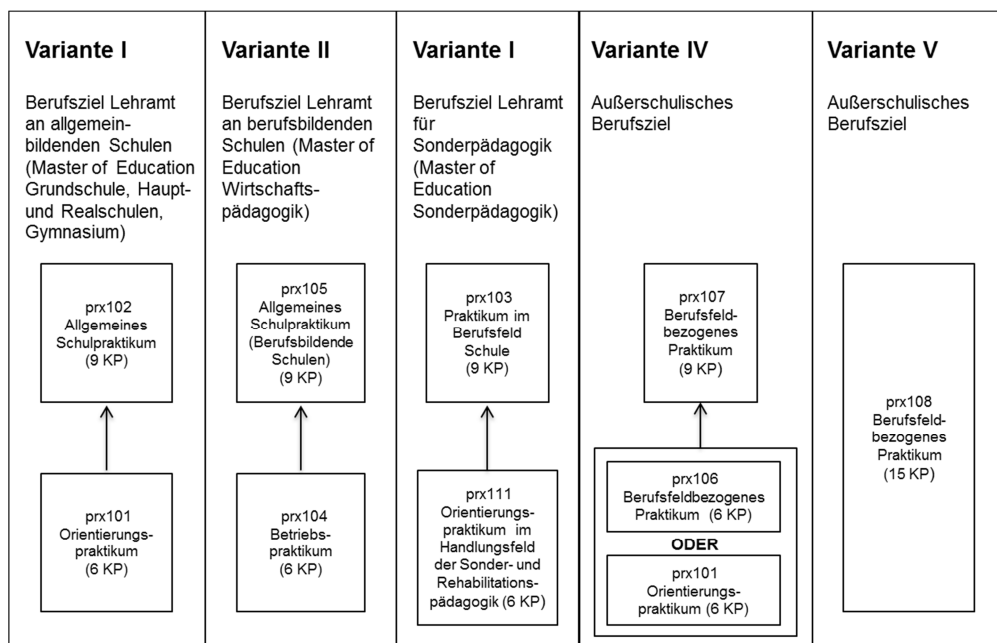 Variante I
Berufsziel Lehramt
an allgemein-
bildenden Schulen
(Master of Education
Grundschule, Haupt-
und Realschulen,
Gymnasium)
prx102
Allgemeines
Schulpraktikum
(9 KP)
prx101
Orientierungs-
praktikum
(6 KP)
Variante II
Berufsziel Lehramt
an berufsbildenden
Schulen (Master of
Education
Wirtschafts-
pädagogik)
prx105
Allgemeines
Schulpraktikum
(Berufsbildende
Schulen)
(9 KP)
prx104
Betriebs-
praktikum
(6 KP)
Variante I
Berufsziel Lehramt
für
Sonderpädagogik
(Master of
Education
Sonderpädagogik)
prx103
Praktikum im
Berufsfeld
Schule
(9 KP)
prx111
Orientierungs-
praktikum im
Handlungsfeld
der Sonder- und
Rehabilitations-
pädagogik (6 KP)
Variante IV
Außerschulisches
Berufsziel
prx107
Berufsfeld-
bezogenes
Praktikum
(9 KP)
prx106
Berufsfeldbezogenes
Praktikum (6 KP)
ODER
prx101
Orientierungs-
praktikum (6 KP)
Variante V
Außerschulisches
Berufsziel
prx108
Berufsfeld-
bezogenes
Praktikum
(15 KP)